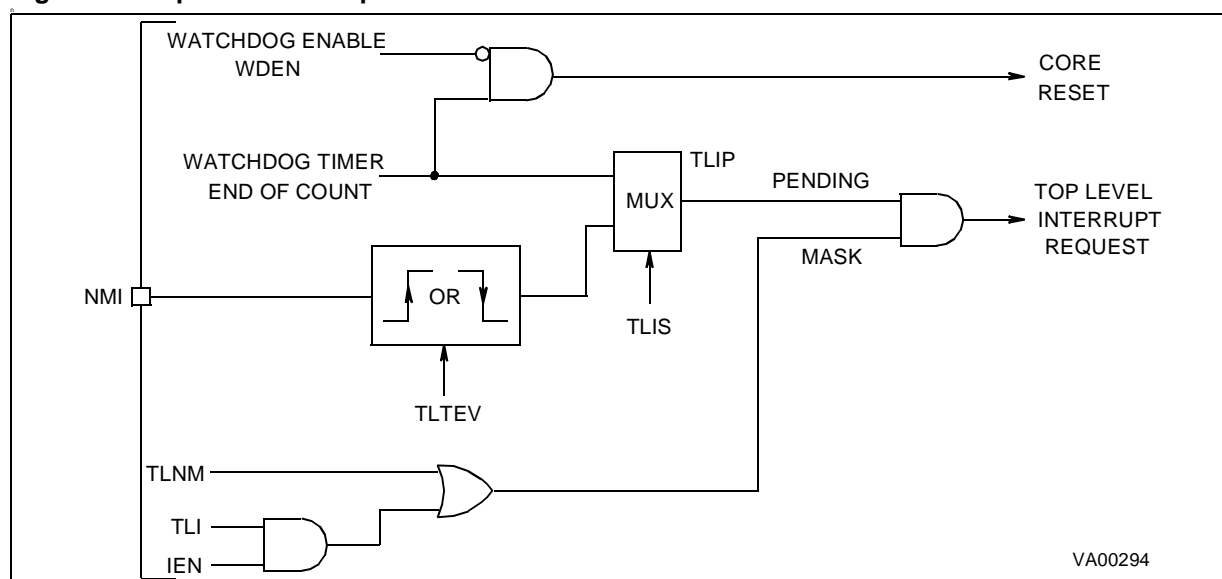 WATCHDOG ENABLE
WDEN
CORE
RESET
WATCHDOG TIMER
END OF COUNT
TLIP
MUX
PENDING
MASK
TOP LEVEL
INTERRUPT
REQUEST
NMI
OR
TLIS
TLTEV
TLNM
TLI
IEN
VA00294